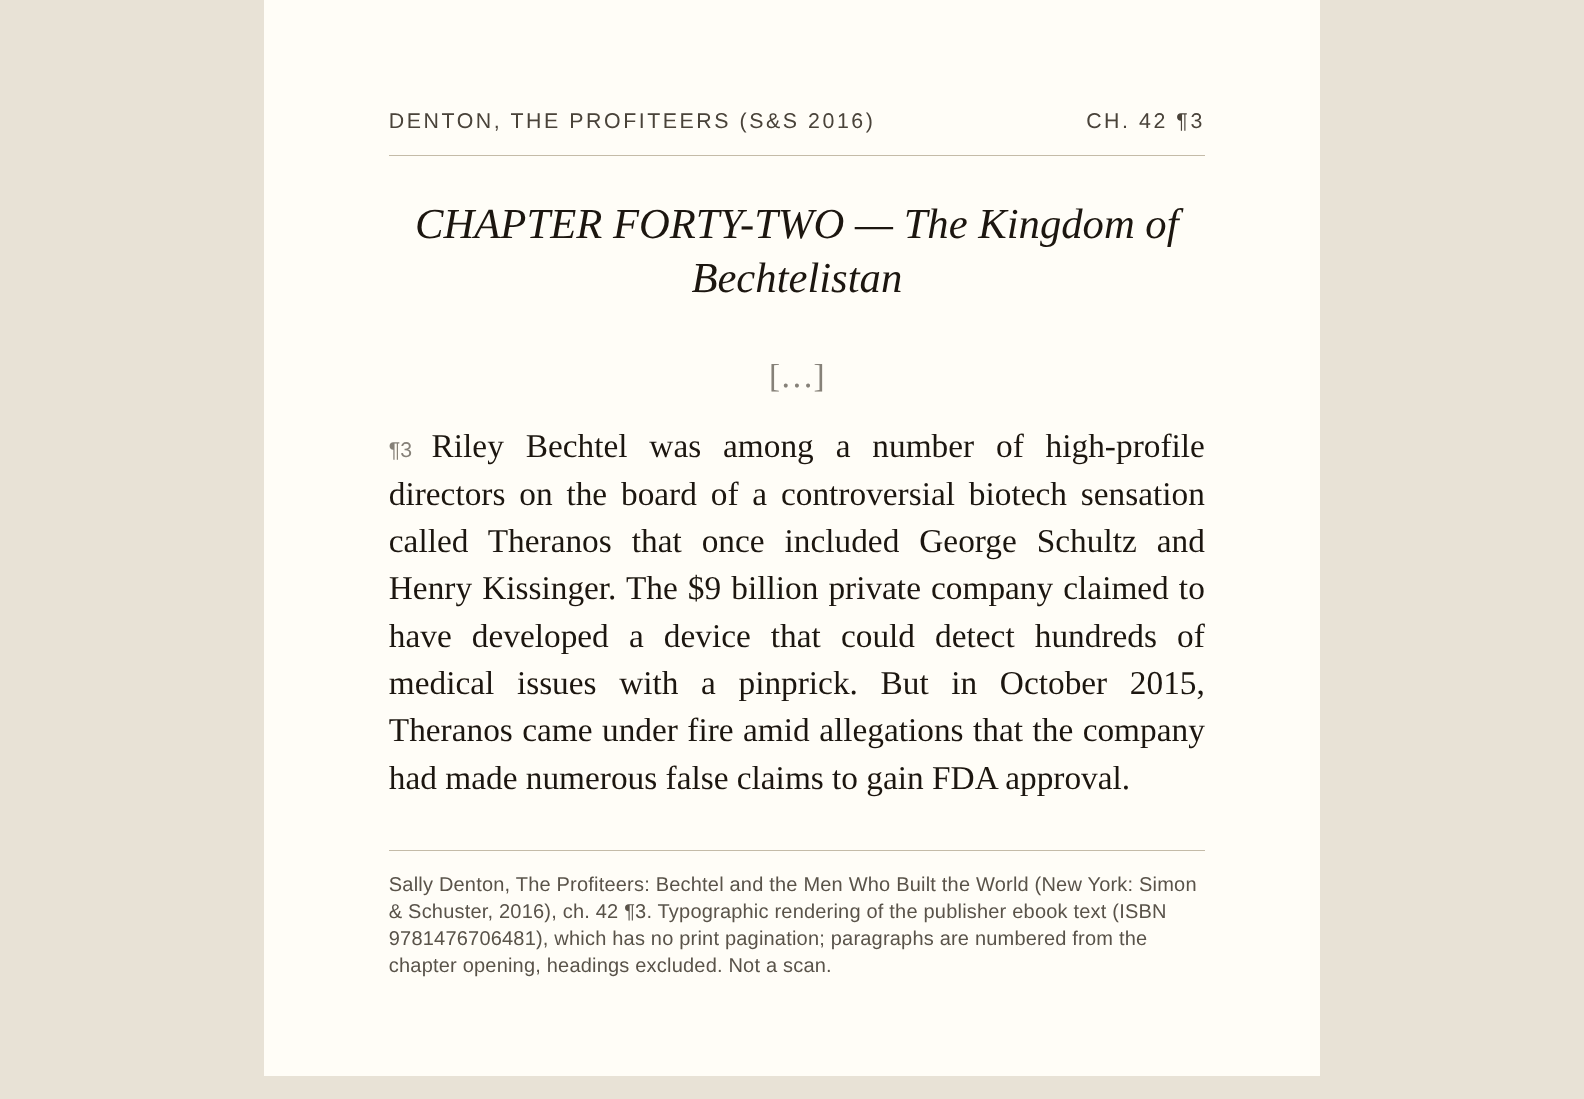 DENTON, THE PROFITEERS (S&S 2016)
CH. 42 ¶3
CHAPTER FORTY-TWO — The Kingdom of
Bechtelistan
[…]
¶3 Riley Bechtel was among a number of high-profile
directors on the board of a controversial biotech sensation
called Theranos that once included George Schultz and
Henry Kissinger. The $9 billion private company claimed to
have developed a device that could detect hundreds of
medical issues with a pinprick. But in October 2015,
Theranos came under fire amid allegations that the company
had made numerous false claims to gain FDA approval.
Sally Denton, The Profiteers: Bechtel and the Men Who Built the World (New York: Simon
& Schuster, 2016), ch. 42 ¶3. Typographic rendering of the publisher ebook text (ISBN
9781476706481), which has no print pagination; paragraphs are numbered from the
chapter opening, headings excluded. Not a scan.